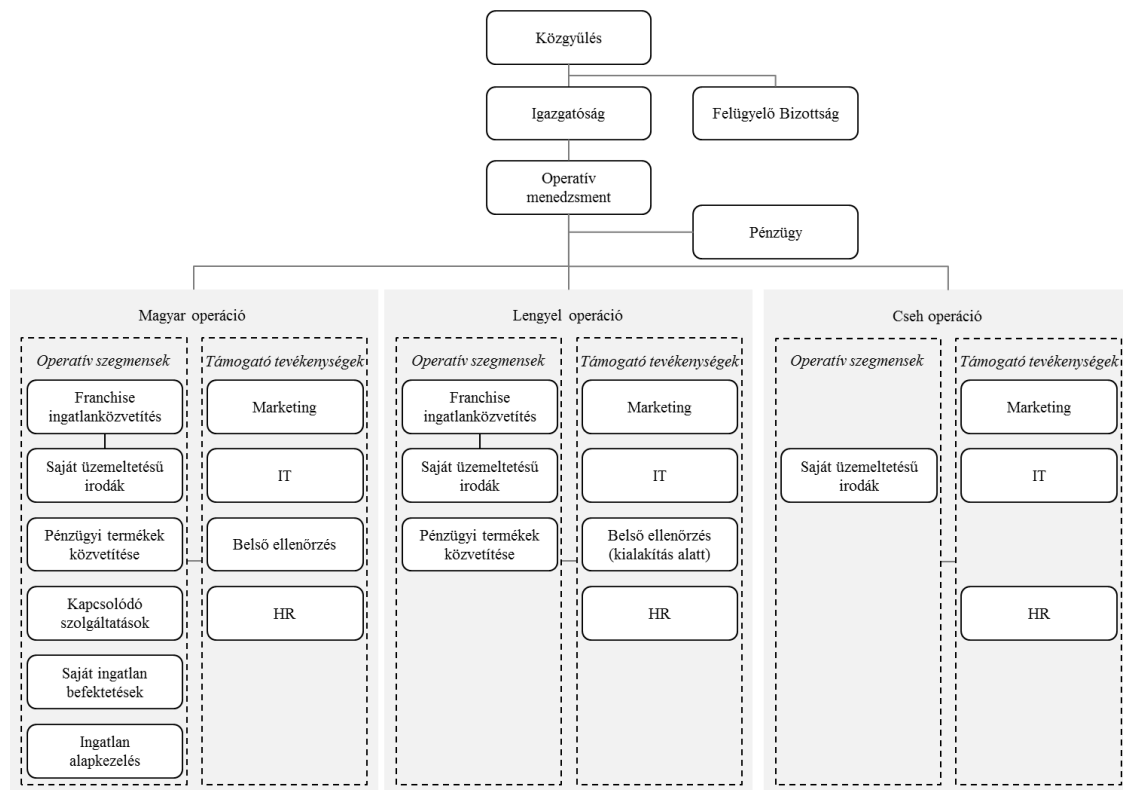 Közgyűlés
Igazgatóság
Felügyelő Bizottság
Operatív
menedzsment
Pénzügy
Magyar operáció
Operatív szegmensek
Támogató tevékenységek
Franchise
ingatlanközvetítés
Marketing
Saját üzemeltetésű
irodák
IT
Pénzügyi termékek
közvetítése
Belső ellenőrzés
Kapcsolódó
szolgáltatások
HR
Saját ingatlan
befektetések
Ingatlan
alapkezelés
Lengyel operáció
Operatív szegmensek
Támogató tevékenységek
Franchise
ingatlanközvetítés
Marketing
Saját üzemeltetésű
irodák
IT
Pénzügyi termékek
közvetítése
Belső ellenőrzés
(kialakítás alatt)
HR
Cseh operáció
Operatív szegmensek
Támogató tevékenységek
Marketing
Saját üzemeltetésű
irodák
IT
HR